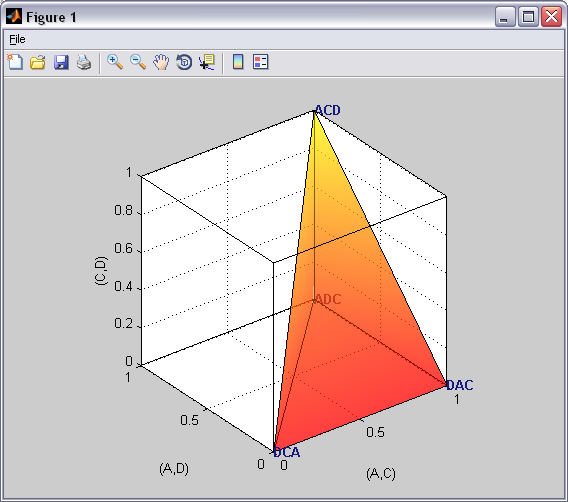 Figure 1
File
ACD
1
0.8
0.6
(C,D)
0.4
ADC
0.2
0
1
DAC
1
0.5
0.5
DCA
0 0
(A,D)
(A,C)